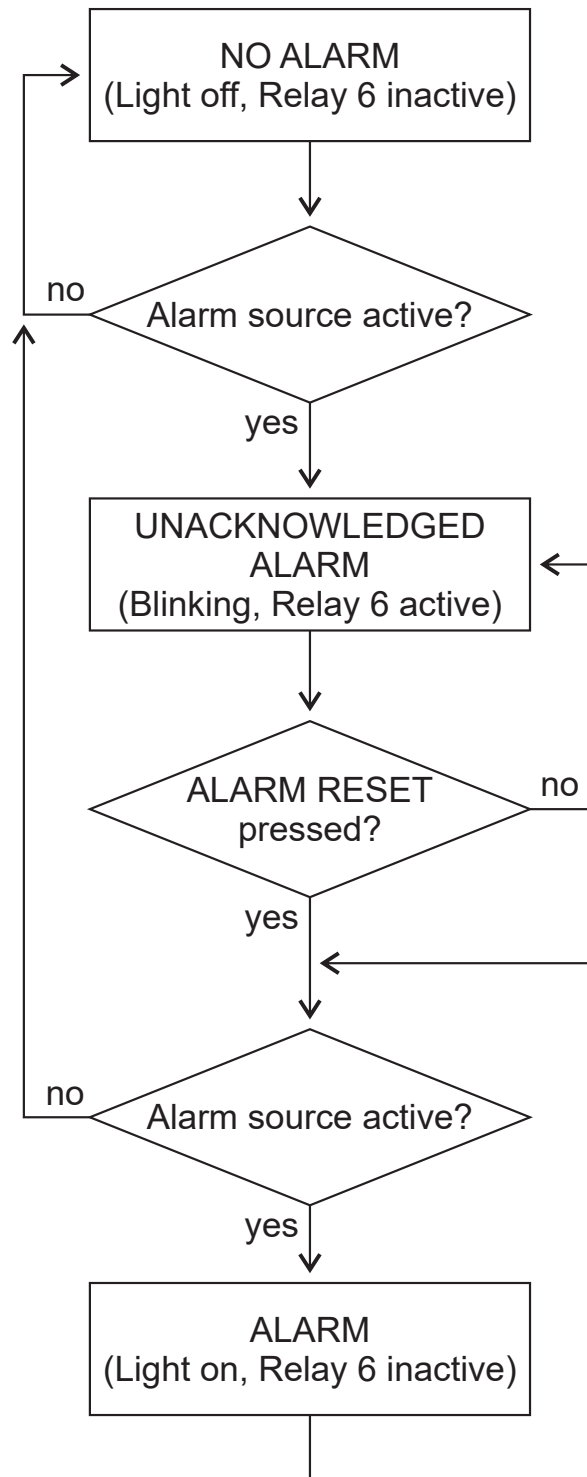 NO ALARM
(Light off, Relay 6 inactive)
no
Alarm source active?
yes
UNACKNOWLEDGED
ALARM
(Blinking, Relay 6 active)
ALARM RESET
pressed?
no
yes
no
Alarm source active?
yes
ALARM
(Light on, Relay 6 inactive)